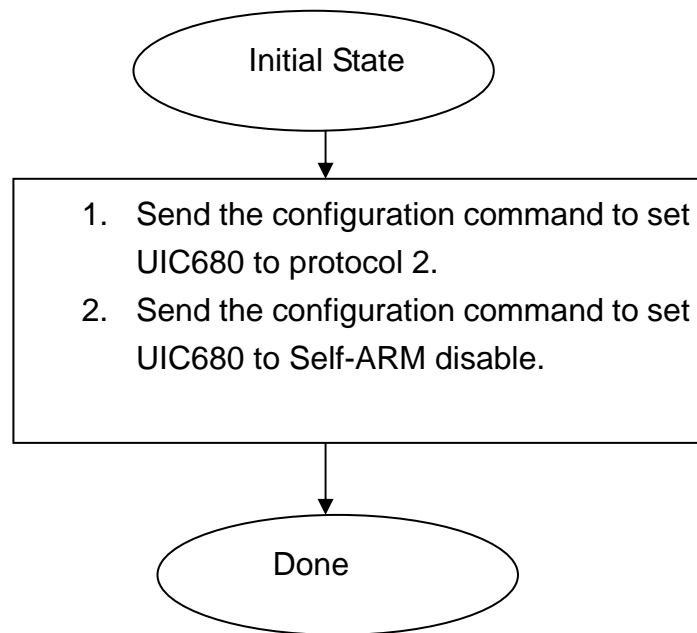 Initial State
1. Send the configuration command to set
UIC680 to protocol 2.
2. Send the configuration command to set
UIC680 to Self-ARM disable.
Done